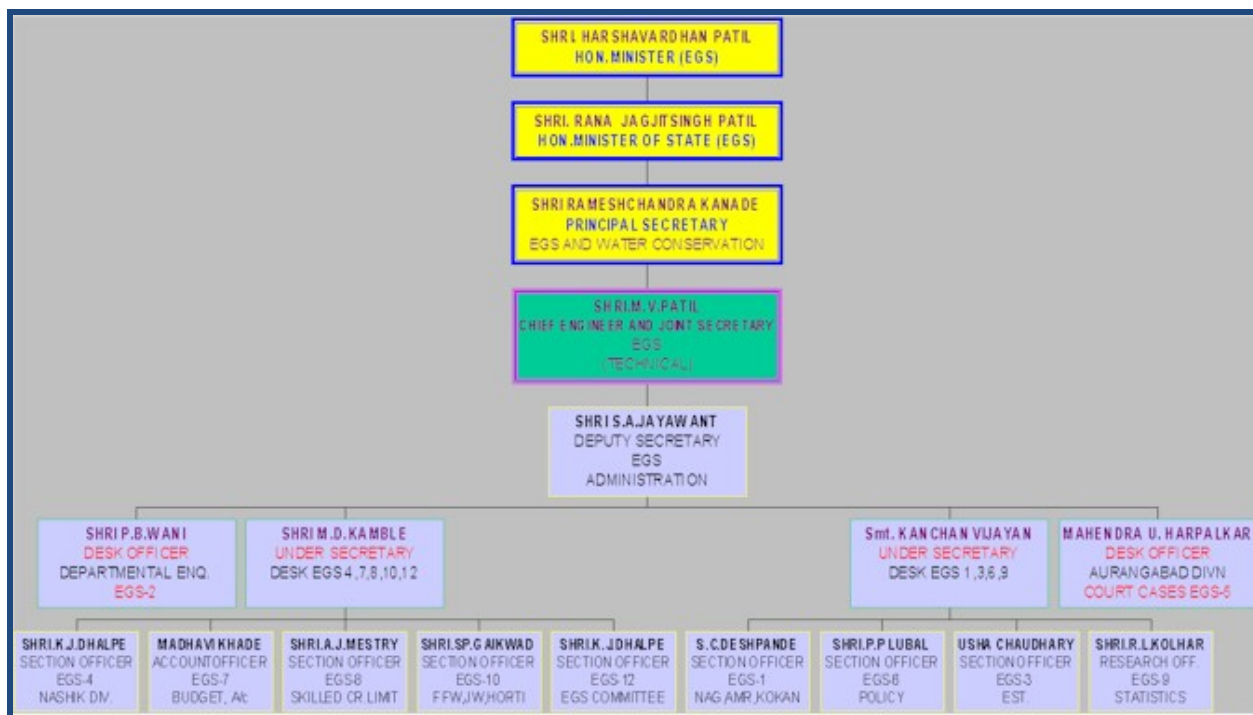 SHRI. HARSHAVARDHAN PATIL
HON.MINISTER (EGS)
SHRI. RANA JAGJITSINGH PATIL
HON.MINISTER OF STATE (EGS)
SHRI RAMESHCHANDRA KANADE
PRINCIPAL SECRETARY
EGS AND WATER CONSERVATION
SHRI.M.V.PATIL
CHIEF ENGINEER AND JOINT SECRETARY
EGS
(TECHNICAL)
SHRI S.A.JAYAWANT
DEPUTY SECRETARY
EGS
ADMINISTRATION
SHRI P.B.WANI
DESK OFFICER
DEPARTMENTAL ENQ.
EGS-2
SHRI M.D.KAMBLE
UNDER SECRETARY
DESK EGS 4,7,8,10,12
Smt. KANCHAN VIJAYAN
UNDER SECRETARY
DESK EGS 1,3,6,9
MAHENDRA U. HARPALKAR
DESK OFFICER
AURANGABAD DIVN
COURT CASES EGS-5
SHRI.K.J.DHALPE
SECTION OFFICER
EGS-4
NASHIK DIV.
MADHAVI KHADE
ACCOUNTOFFICER
EGS-7
BUDGET, A/c
SHRI.A.J.MESTRY
SECTION OFFICER
EGS-8
SKILLED CR.LIMIT
SHRI.SP.GAIKWAD
SECTION OFFICER
EGS-10
FFW,JW,HORTI
SHRI.K.JDHALPE
SECTION OFFICER
EGS-12
EGS COMMITTEE
S.C.DESHPANDE
SECTION OFFICER
EGS-1
NAG,AMR,KOKAN
SHRI.P.P LUBAL
SECTION OFFICER
EGS-6
POLICY
USHA CHAUDHARY
SECTION OFFICER
EGS-3
EST.
SHRI.R.L.KOLHAR
RESEARCH OFF.
EGS-9
STATISTICS